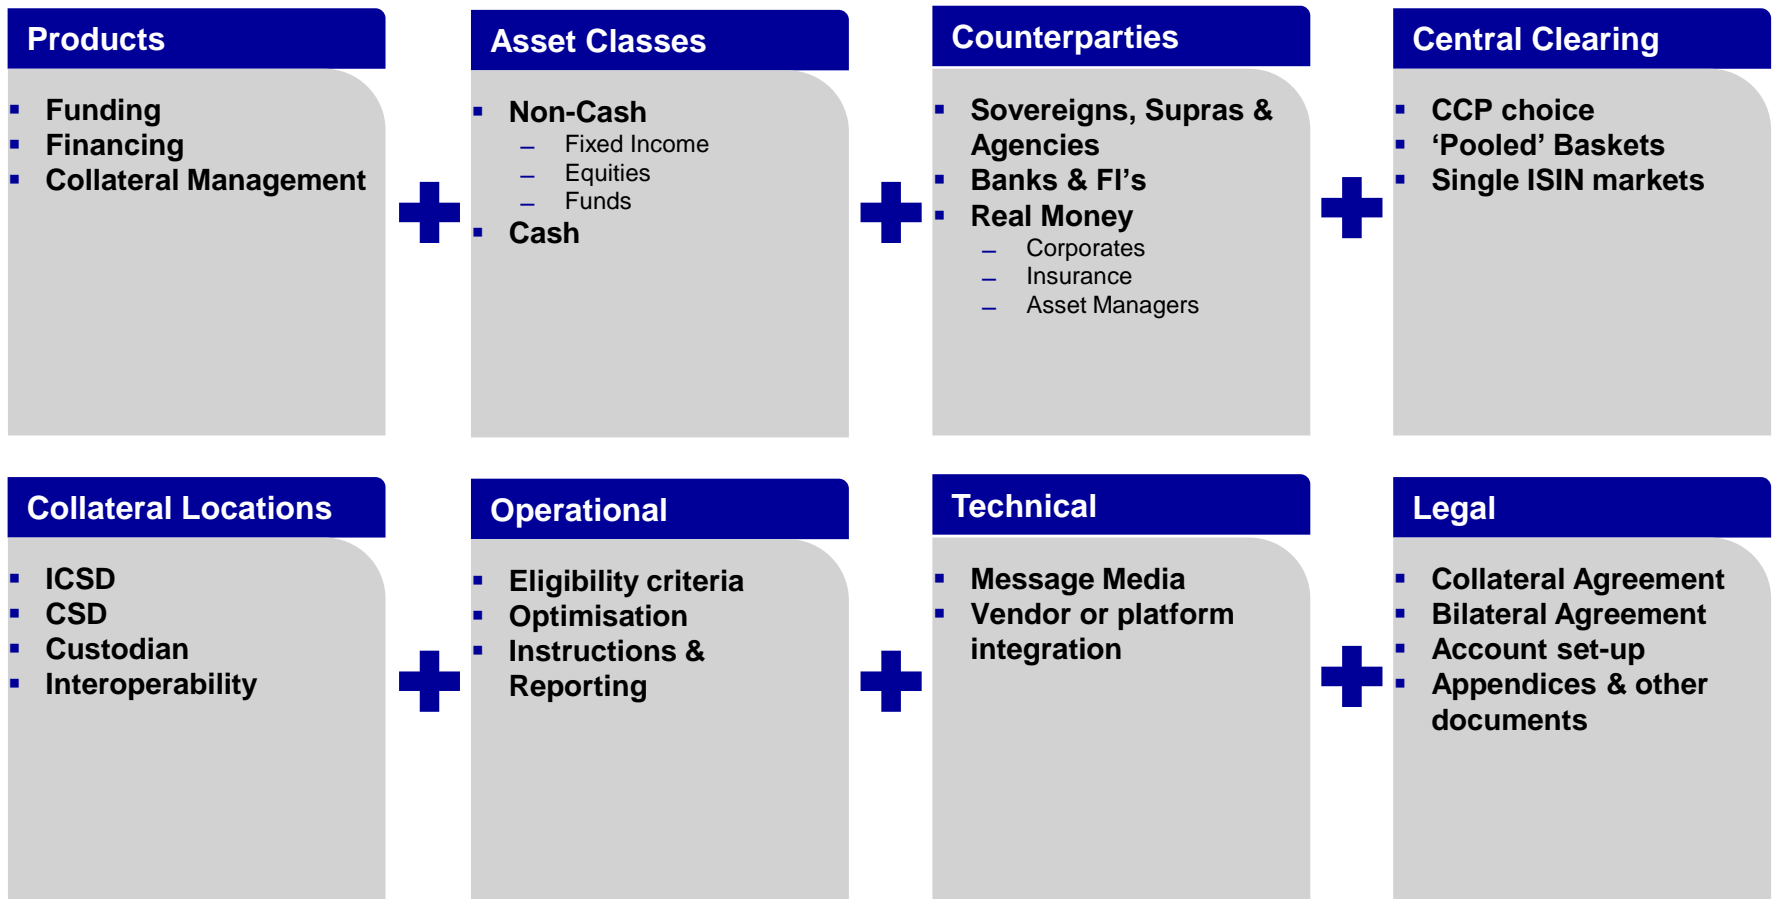 Products
▪ Funding
▪ Financing
▪ Collateral Management
Asset Classes
▪ Non-Cash
– Fixed Income
– Equities
– Funds
▪ Cash
Counterparties
▪ Sovereigns, Supras &
Agencies
▪ Banks & FI’s
▪ Real Money
– Corporates
– Insurance
– Asset Managers
Central Clearing
▪ CCP choice
▪ ‘Pooled’ Baskets
▪ Single ISIN markets
Collateral Locations
▪ ICSD
▪ CSD
▪ Custodian
▪ Interoperability
Operational
▪ Eligibility criteria
▪ Optimisation
▪ Instructions &
Reporting
Technical
▪ Message Media
▪ Vendor or platform
integration
Legal
▪ Collateral Agreement
▪ Bilateral Agreement
▪ Account set-up
▪ Appendices & other
documents